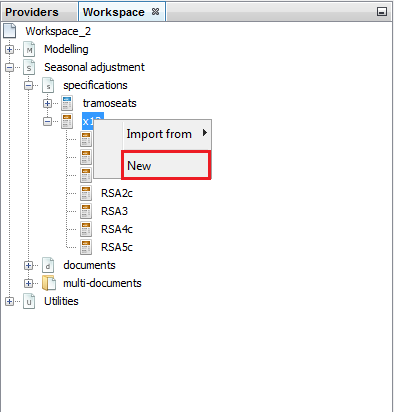 Providers Workspace
Workspace_2
M Modelling
S Seasonal adjustment
s specifications
tramoseats
x1
Import from
New
RSA2c
RSA3
RSA4c
RSA5c
d documents
multi-documents
u Utilities